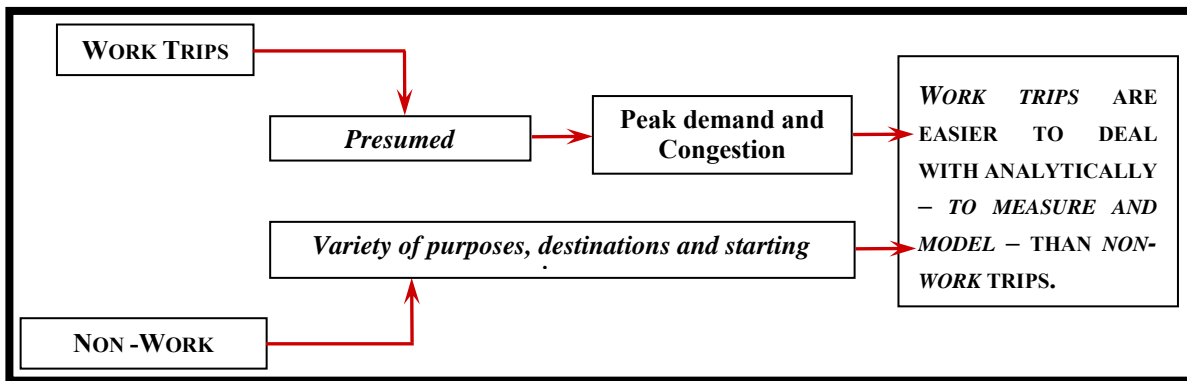 WORK TRIPS
Presumed
Peak demand and
Congestion
WORK TRIPS ARE
EASIER TO DEAL
WITH ANALYTICALLY
– TO MEASURE AND
MODEL – THAN NON-
WORK TRIPS.
Variety of purposes, destinations and starting
NON -WORK